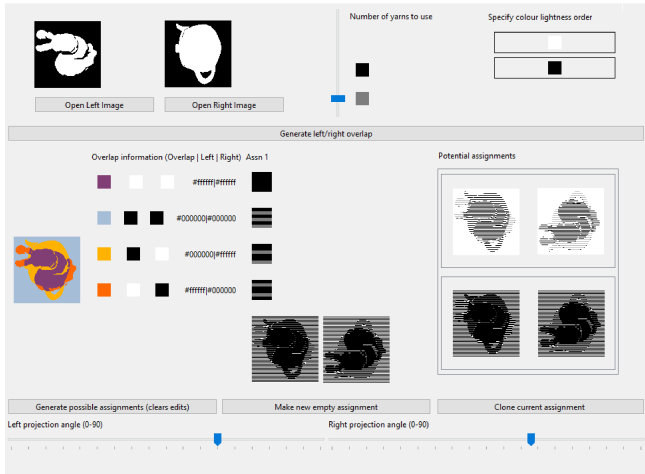 Number of yarns to use
Specify colour lightness order
Open Left Image
Open Right Image
Generate left/right overlap
Overlap information (Overlap | Left | Right) Assn 1
Potential assignments
#ffffff|#ffffff
#000000|#000000
#000000|#ffffff
#ffffff|#000000
Generate possible assignments (clears edits)
Make new empty assignment
Clone current assignment
Left projection angle (0-90)
Right projection angle (0-90)